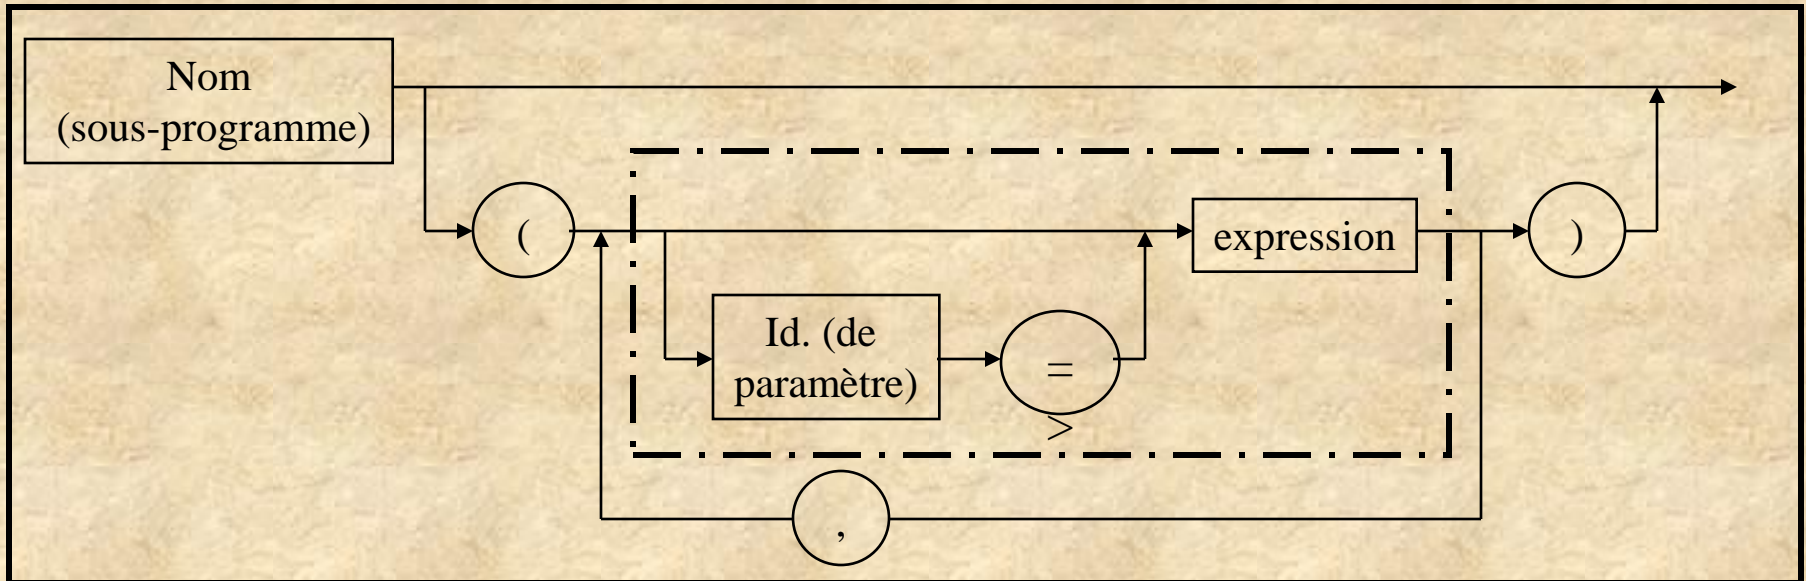 Nom
(sous-programme)
(
expression
)
Id. (de
paramètre)
=
>
,